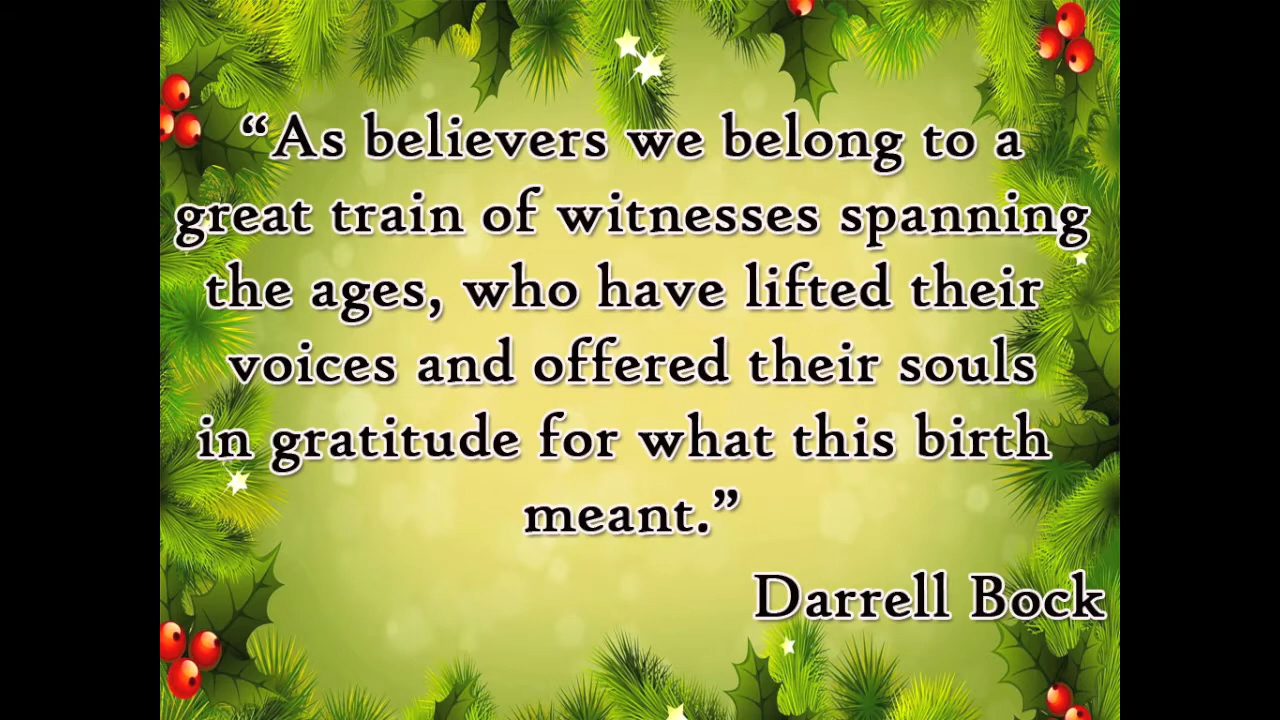 “As believers we belong to a
great train of witnesses spanning
the ages, who have lifted their
voices and offered their souls
in gratitude for what this birth
meant.”
Darrell Bock